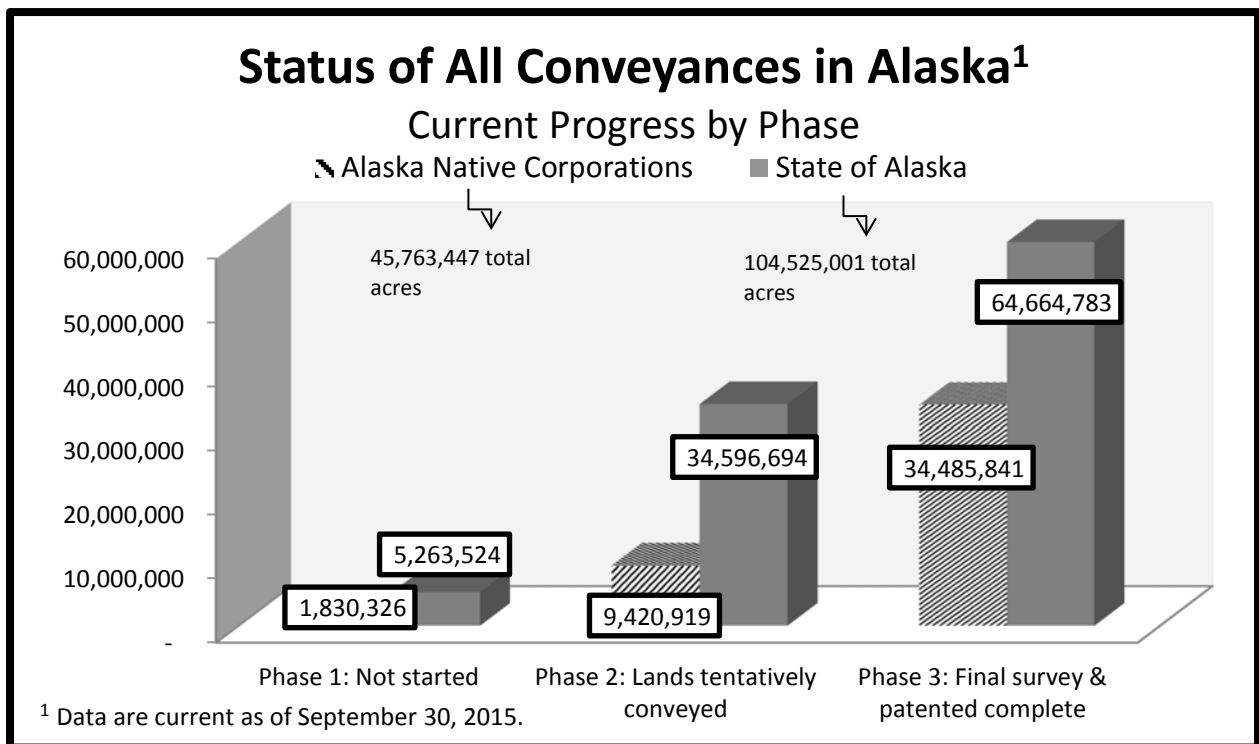 Status of All Conveyances in Alaska¹
Current Progress by Phase
Alaska Native Corporations State of Alaska
45,763,447 total
acres
104,525,001 total
acres
60,000,000
50,000,000
40,000,000
30,000,000
20,000,000
10,000,000
-
1,830,326
5,263,524
9,420,919
34,596,694
34,485,841
64,664,783
Phase 1: Not started
Phase 2: Lands tentatively
conveyed
Phase 3: Final survey &
patented complete
¹ Data are current as of September 30, 2015.